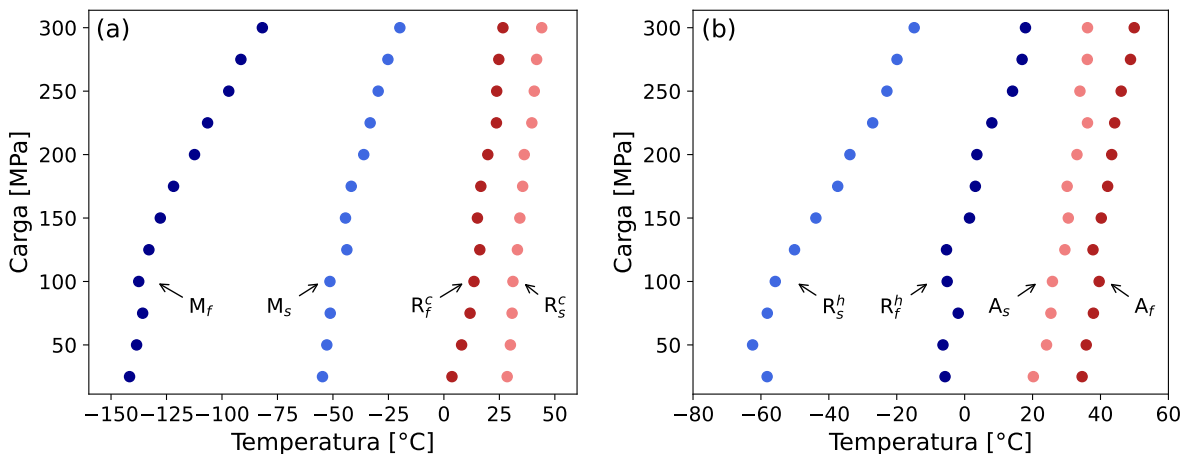 (a)
300
250
200
150
100
50
Carga [MPa]
M_f
M_s
R_f^c
R_s^c
−150 −125 −100 −75 −50 −25 0 25 50
Temperatura [°C]
(b)
300
250
200
150
100
50
Carga [MPa]
R_s^h
R_f^h
A_s
A_f
−80 −60 −40 −20 0 20 40 60
Temperatura [°C]